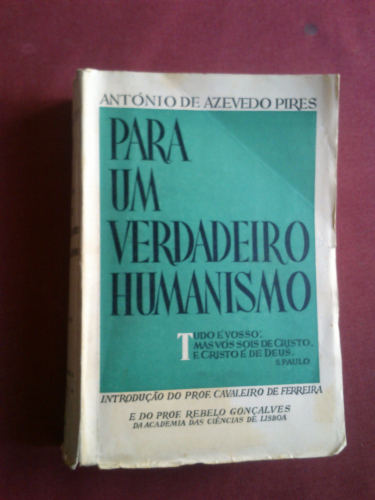 ANTÓNIO DE AZEVEDO PIRES
PARA
UM
VERDADEIRO
HUMANISMO
TUDO E VOSSO;
MAS VÓS SOIS DE CRISTO.
E CRISTO É DE DEUS.
S. PAULO
INTRODUÇÃO DO PROF. CAVALEIRO DE FERREIRA
E DO PROF. REBELO GONÇALVES
DA ACADEMIA DAS CIÊNCIAS DE LISBOA